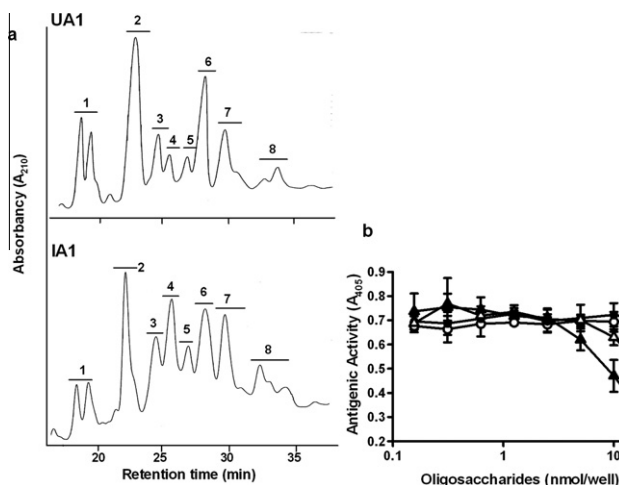 UA1
a
1
2
3
4
5
6
7
8
Absorbancy (A210)
IA1
1
2
3
4
5
6
7
8
20 25 30 35
Retention time (min)
b
Antigenic Activity (A405)
0.9
0.8
0.7
0.6
0.5
0.4
0.3
0.2
0.1 1 10
Oligosaccharides (nmol/well)